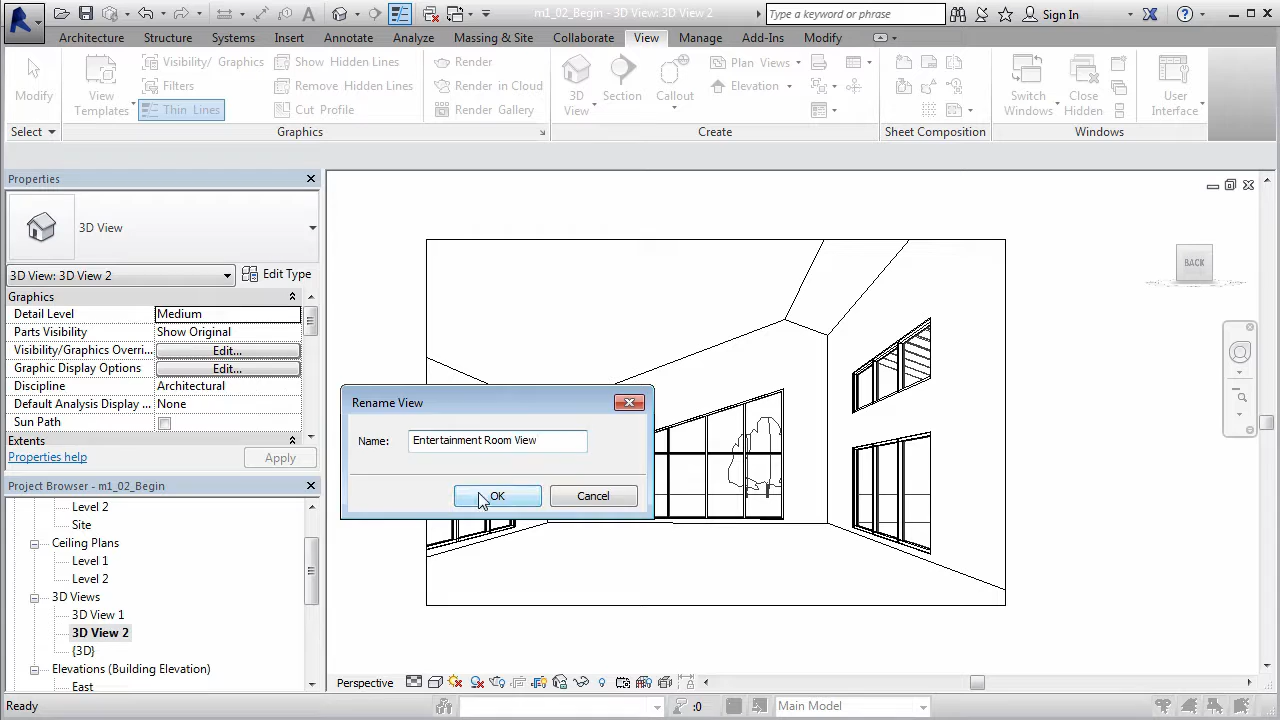 m1_02_Begin - 3D View: 3D View 2
Type a keyword or phrase
Sign In
Architecture Structure Systems Insert Annotate Analyze Massing & Site Collaborate View Manage Add-Ins Modify
Modify
View Templates
Visibility/ Graphics
Filters
Thin Lines
Show Hidden Lines
Remove Hidden Lines
Cut Profile
Render
Render in Cloud
Render Gallery
3D View
Section
Callout
Plan Views
Elevation
Switch Windows
Close Hidden
User Interface
Select Graphics Create Sheet Composition Windows
Properties
3D View
3D View: 3D View 2 Edit Type
Graphics
Detail Level Medium
Parts Visibility Show Original
Visibility/Graphics Overri... Edit...
Graphic Display Options Edit...
Discipline Architectural
Default Analysis Display ... None
Sun Path
Extents
Properties help Apply
Project Browser - m1_02_Begin
Level 2
Site
Ceiling Plans
Level 1
Level 2
3D Views
3D View 1
3D View 2
{3D}
Elevations (Building Elevation)
East
BACK
Rename View
Name: Entertainment Room View
OK Cancel
Perspective
Ready
:0
Main Model